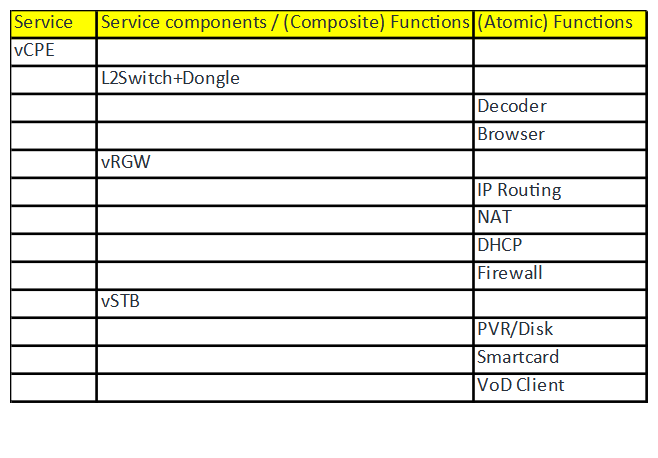 Service Service components / (Composite) Functions (Atomic) Functions
vCPE
L2Switch+Dongle
Decoder
Browser
vRGW
IP Routing
NAT
DHCP
Firewall
vSTB
PVR/Disk
Smartcard
VoD Client